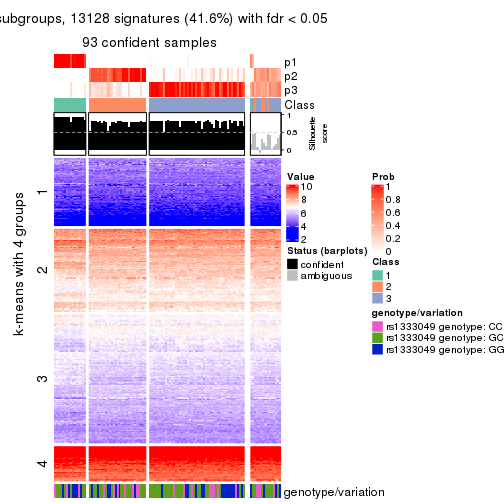 subgroups, 13128 signatures (41.6%) with fdr < 0.05
93 confident samples
p1
p2
p3
Class
1
0.5
0
Silhouette
score
k-means with 4 groups
1
2
3
4
genotype/variation
Value
10
8
6
4
2
Status (barplots)
confident
ambiguous
Prob
1
0.8
0.6
0.4
0.2
0
Class
1
2
3
genotype/variation
rs1333049 genotype: CC
rs1333049 genotype: GC
rs1333049 genotype: GG